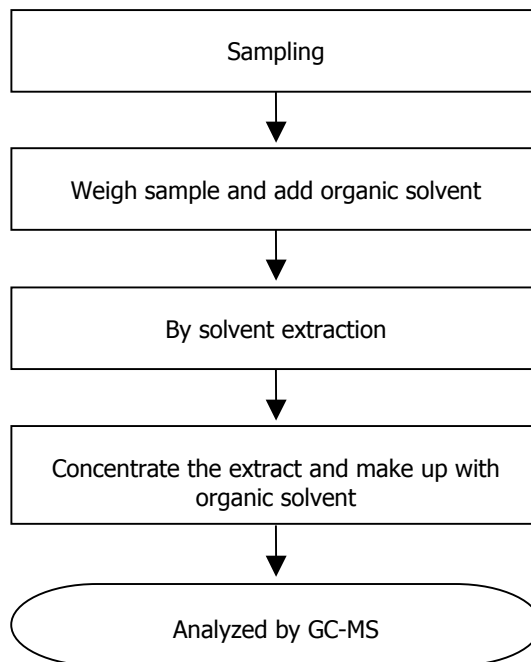 Sampling
Weigh sample and add organic solvent
By solvent extraction
Concentrate the extract and make up with
organic solvent
Analyzed by GC-MS